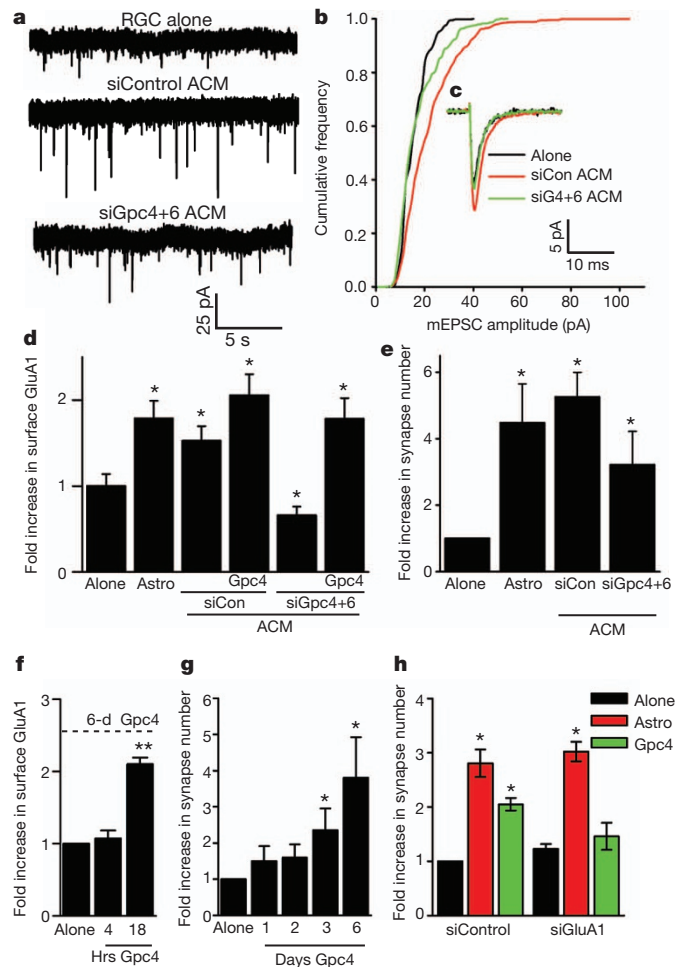 a
RGC alone
siControl ACM
siGpc4+6 ACM
25 pA
5 s
b
Cumulative frequency
1.0
0.8
0.6
0.4
0.2
0.0
0 20 40 60 80 100
mEPSC amplitude (pA)
c
Alone
siCon ACM
siG4+6 ACM
5 pA
10 ms
d
Fold increase in surface GluA1
2
1
0
* * * * *
Alone Astro Gpc4 Gpc4
siCon siGpc4+6
ACM
e
Fold increase in synapse number
6
4
2
0
* * *
Alone Astro siCon siGpc4+6
ACM
f
Fold increase in surface GluA1
3
2
1
0
6-d Gpc4
**
Alone 4 18
Hrs Gpc4
g
Fold increase in synapse number
6
5
4
3
2
1
0
* *
Alone 1 2 3 6
Days Gpc4
h
Fold increase in synapse number
4
3
2
1
0
* * *
Alone
Astro
Gpc4
siControl siGluA1